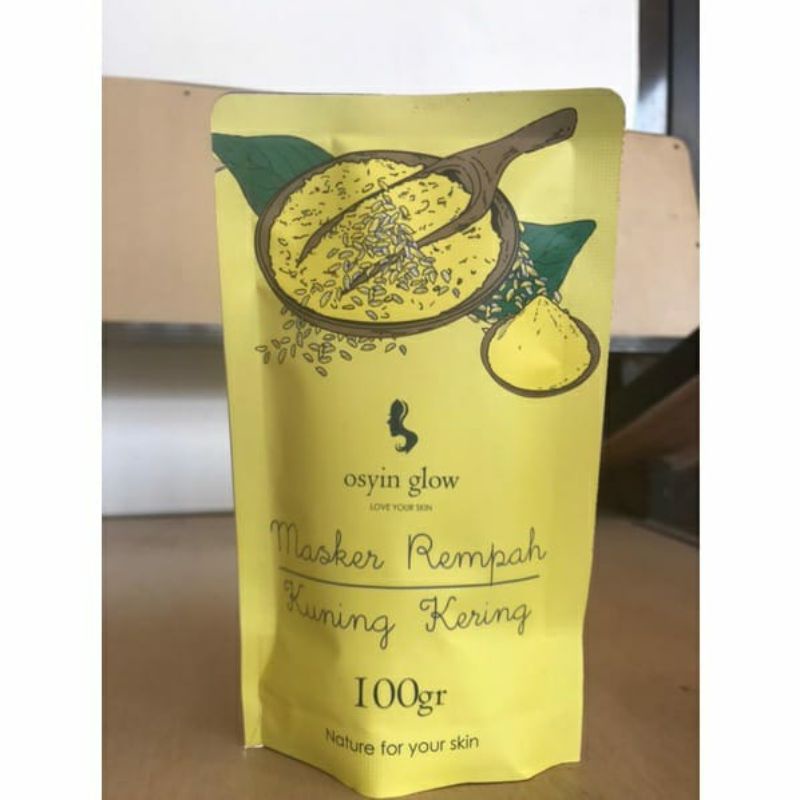 osyin glow
LOVE YOUR SKIN
Masker Rempah
Kuning Kering
100gr
Nature for your skin